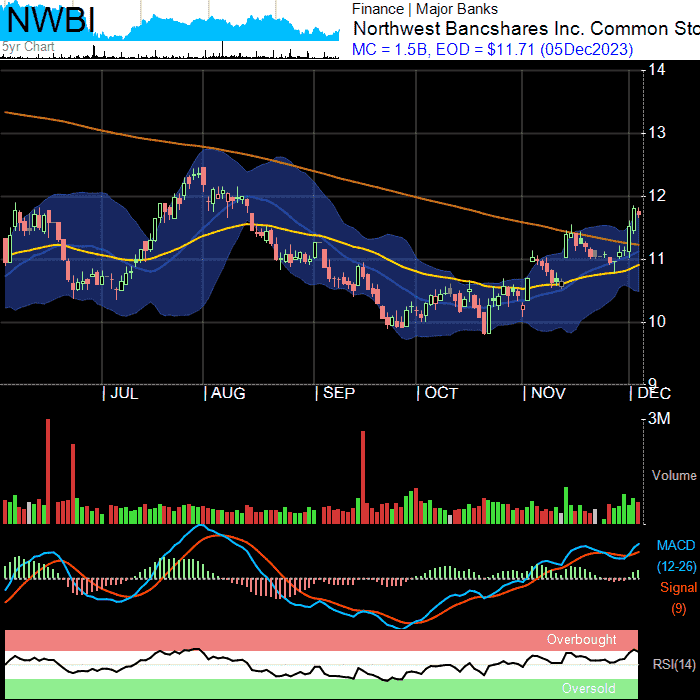 NWBI
5yr Chart
Finance | Major Banks
Northwest Bancshares Inc. Common Sto
MC = 1.5B, EOD = $11.71 (05Dec2023)
14
13
12
11
10
9
JUL AUG SEP OCT NOV DEC
3M
Volume
MACD
(12-26)
Signal
(9)
Overbought
RSI(14)
Oversold